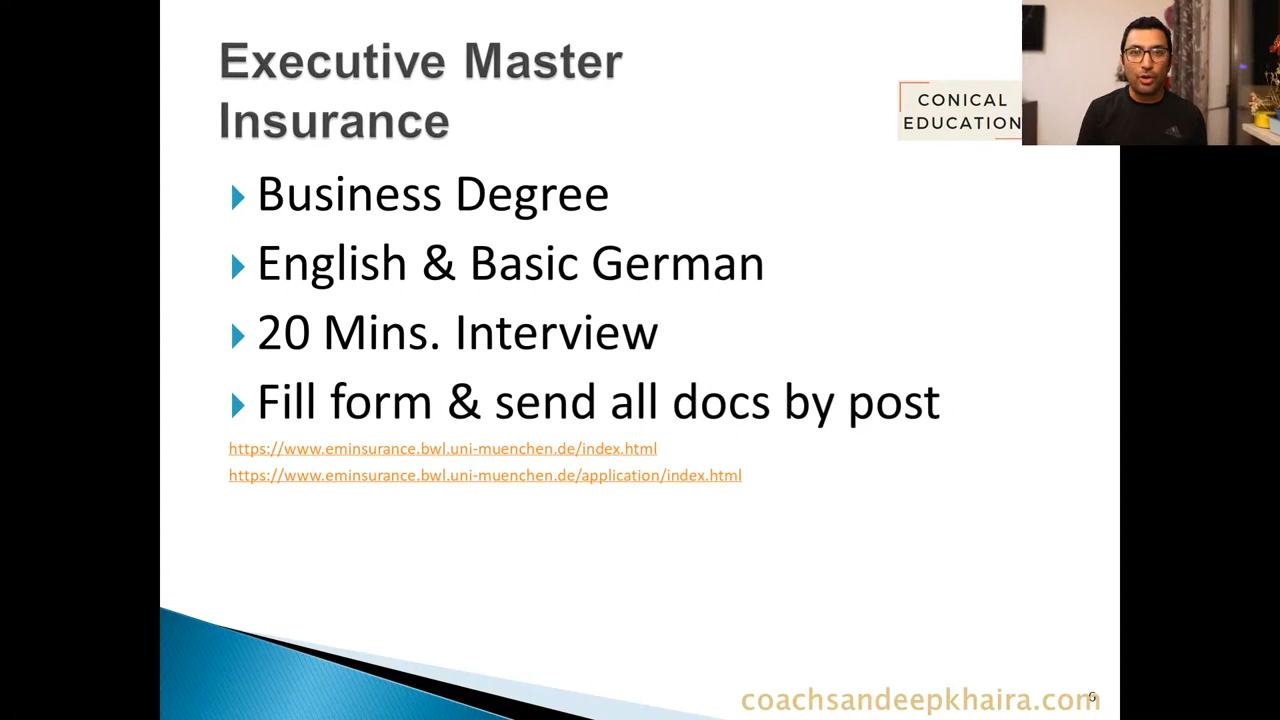 Executive Master
Insurance
CONICAL
EDUCATION
Business Degree
English & Basic German
20 Mins. Interview
Fill form & send all docs by post
https://www.eminsurance.bwl.uni-muenchen.de/index.html
https://www.eminsurance.bwl.uni-muenchen.de/application/index.html
coachsandeepkhaira.com
6